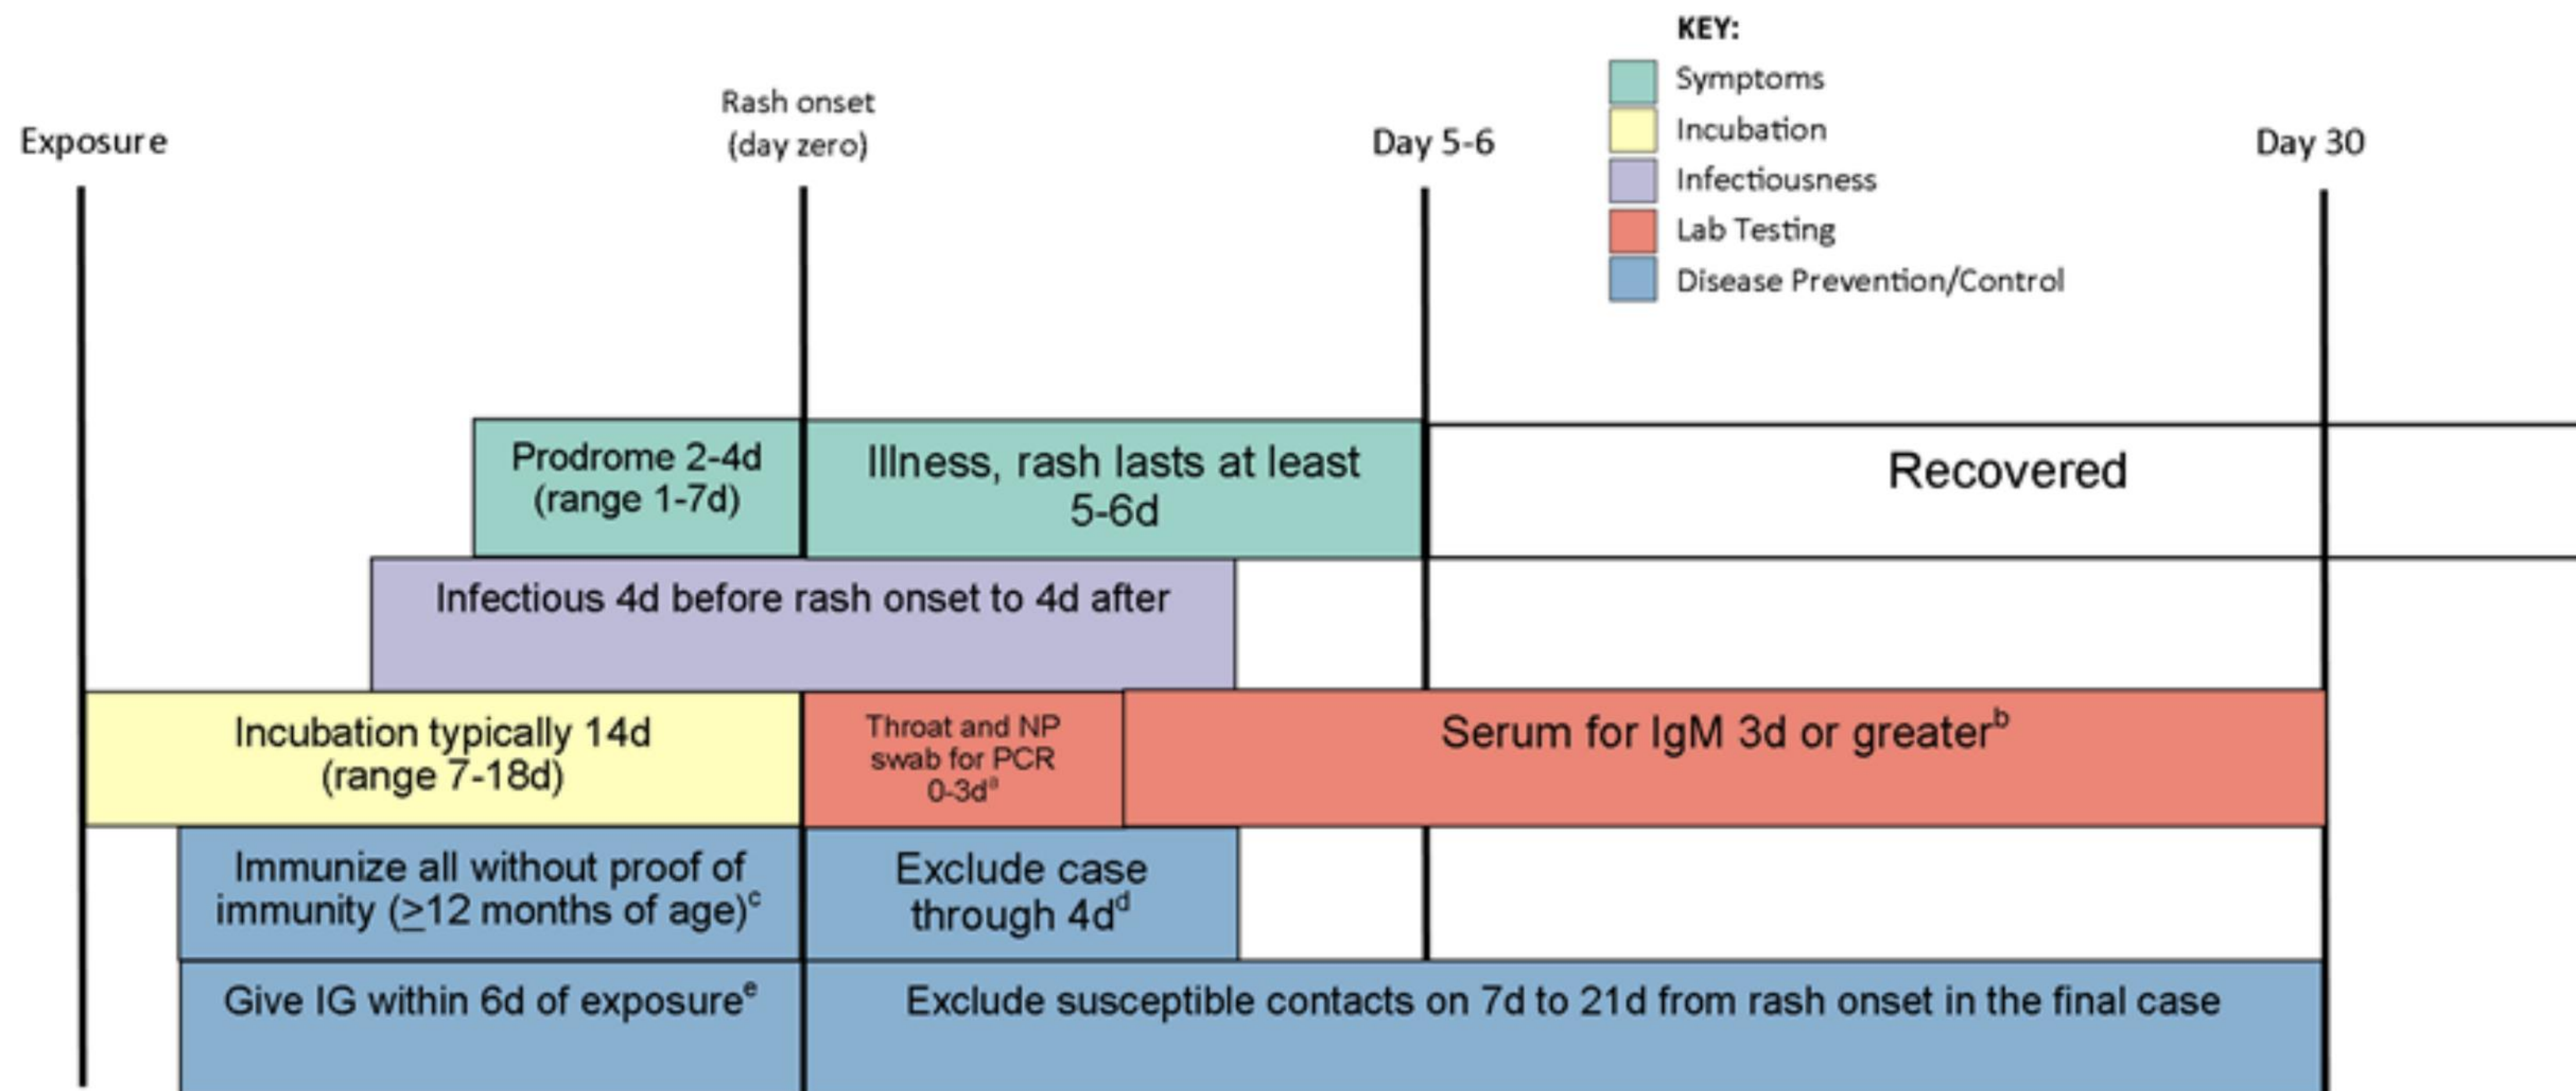 KEY:
Symptoms
Incubation
Infectiousness
Lab Testing
Disease Prevention/Control
Exposure
Rash onset
(day zero)
Day 5-6
Day 30
Prodrome 2-4d
(range 1-7d)
Illness, rash lasts at least
5-6d
Recovered
Infectious 4d before rash onset to 4d after
Incubation typically 14d
(range 7-18d)
Throat and NP
swab for PCR
0-3dᵃ
Serum for IgM 3d or greaterᵇ
Immunize all without proof of
immunity (≥12 months of age)ᶜ
Exclude case
through 4dᵈ
Give IG within 6d of exposureᵉ
Exclude susceptible contacts on 7d to 21d from rash onset in the final case